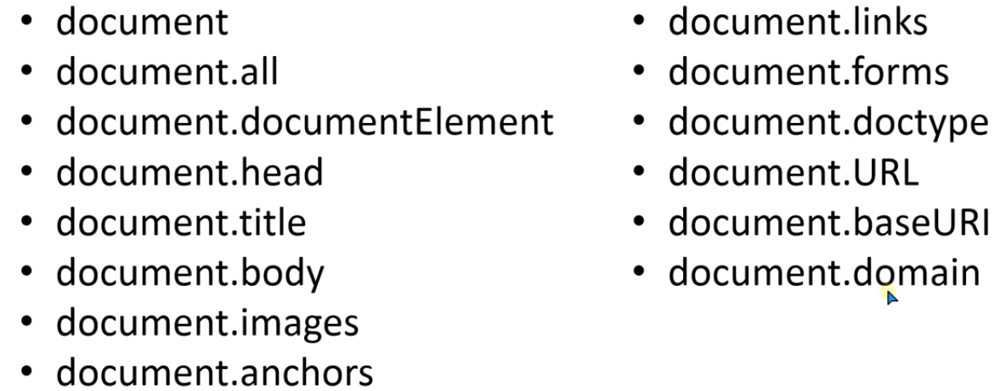 • document
• document.all
• document.documentElement
• document.head
• document.title
• document.body
• document.images
• document.anchors
• document.links
• document.forms
• document.doctype
• document.URL
• document.baseURI
• document.domain